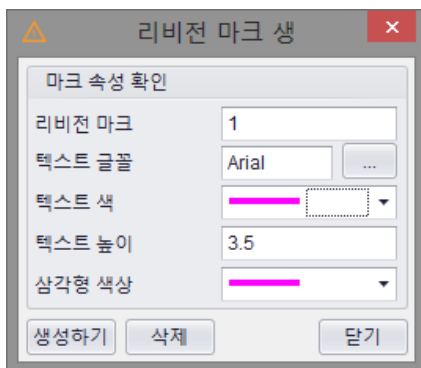 리비전 마크 생
마크 속성 확인
리비전 마크 1
텍스트 글꼴 Arial ...
텍스트 색
텍스트 높이 3.5
삼각형 색상
생성하기 삭제 닫기